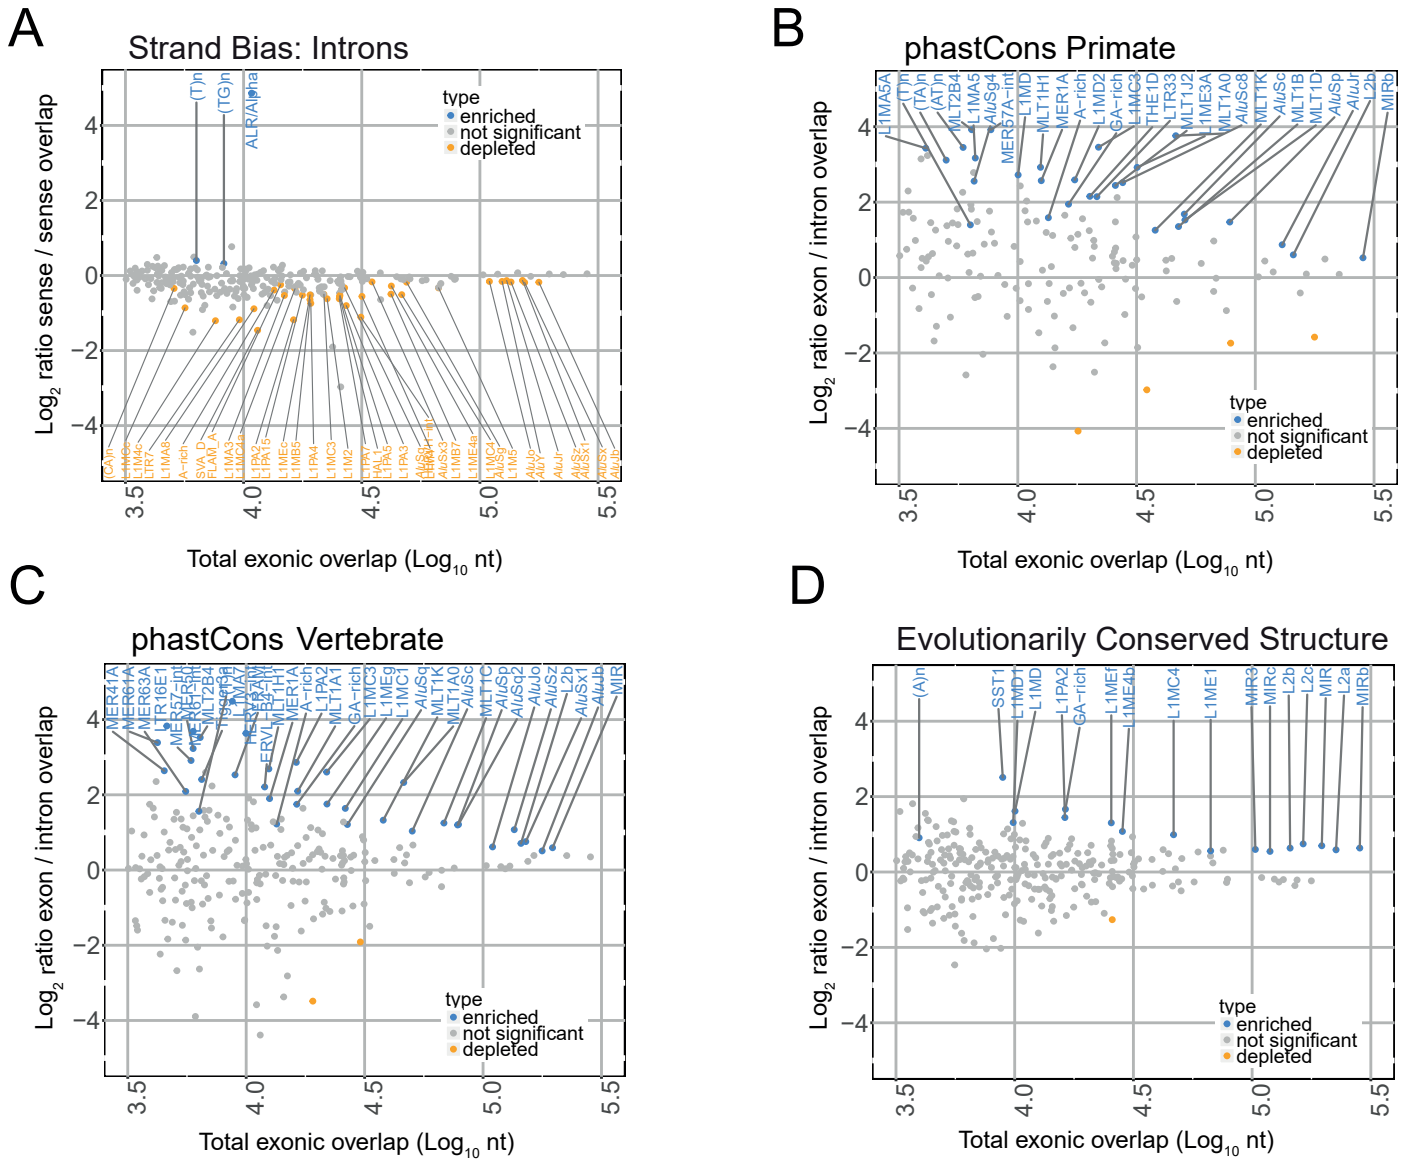 A
Strand Bias: Introns
Log2 ratio sense / sense overlap
4
2
0
−2
−4
(T)n
(TG)n
ALR/Alpha
type
enriched
not significant
depleted
(CA)n
L1MCc
L1M4c
LTR7
L1MA8
A-rich
SVA_D
FLAM_A
L1MA3
L1MC4a
L1PA2
L1PA15
L1MEc
L1MB5
L1PA4
L1MC3
L1M2
L1PA7
HAL1
L1PA5
L1PA3
AluSx3
L1MB7
L1ME4a
L1MC4
AluSg
L1M5
AluJo
AluY
AluJr
AluSz
AluSx1
AluSx
AluJb
3.5
4.0
4.5
5.0
5.5
Total exonic overlap (Log10 nt)
B
phastCons Primate
Log2 ratio exon / intron overlap
4
2
0
−2
−4
L1MA5A
(T)n
(TA)n
(AT)n
MLT2B4
L1MA5
AluSg4
MER57A-int
L1MD
MLT1H1
MER1A
A-rich
L1MD2
GA-rich
L1MC3
THE1D
LTR33
MLT1J2
L1ME3A
MLT1A0
AluSc8
MLT1K
AluSc
MLT1B
MLT1D
AluSp
AluJr
L2b
MIRb
type
enriched
not significant
depleted
3.5
4.0
4.5
5.0
5.5
Total exonic overlap (Log10 nt)
C
phastCons Vertebrate
Log2 ratio exon / intron overlap
4
2
0
−2
−4
MER41A
MER61A
MER63A
LTR16E1
MER57-int
MLT2B4
L1MA7
ERVL-B4-int
MLT1H1
MER1A
A-rich
L1PA2
MLT1A1
GA-rich
L1MC3
L1MEg
L1MC1
AluSq
MLT1K
MLT1A0
AluSc
MLT1C
AluSp
AluSq2
AluJo
AluSz
L2b
AluSx1
AluJb
MIR
type
enriched
not significant
depleted
3.5
4.0
4.5
5.0
5.5
Total exonic overlap (Log10 nt)
D
Evolutionarily Conserved Structure
Log2 ratio exon / intron overlap
4
2
0
−2
−4
(A)n
SST1
L1MD1
L1MD
L1PA2
GA-rich
L1MEf
L1ME4b
L1MC4
L1ME1
MIR3
MIRc
L2b
L2c
MIR
L2a
MIRb
type
enriched
not significant
depleted
3.5
4.0
4.5
5.0
5.5
Total exonic overlap (Log10 nt)